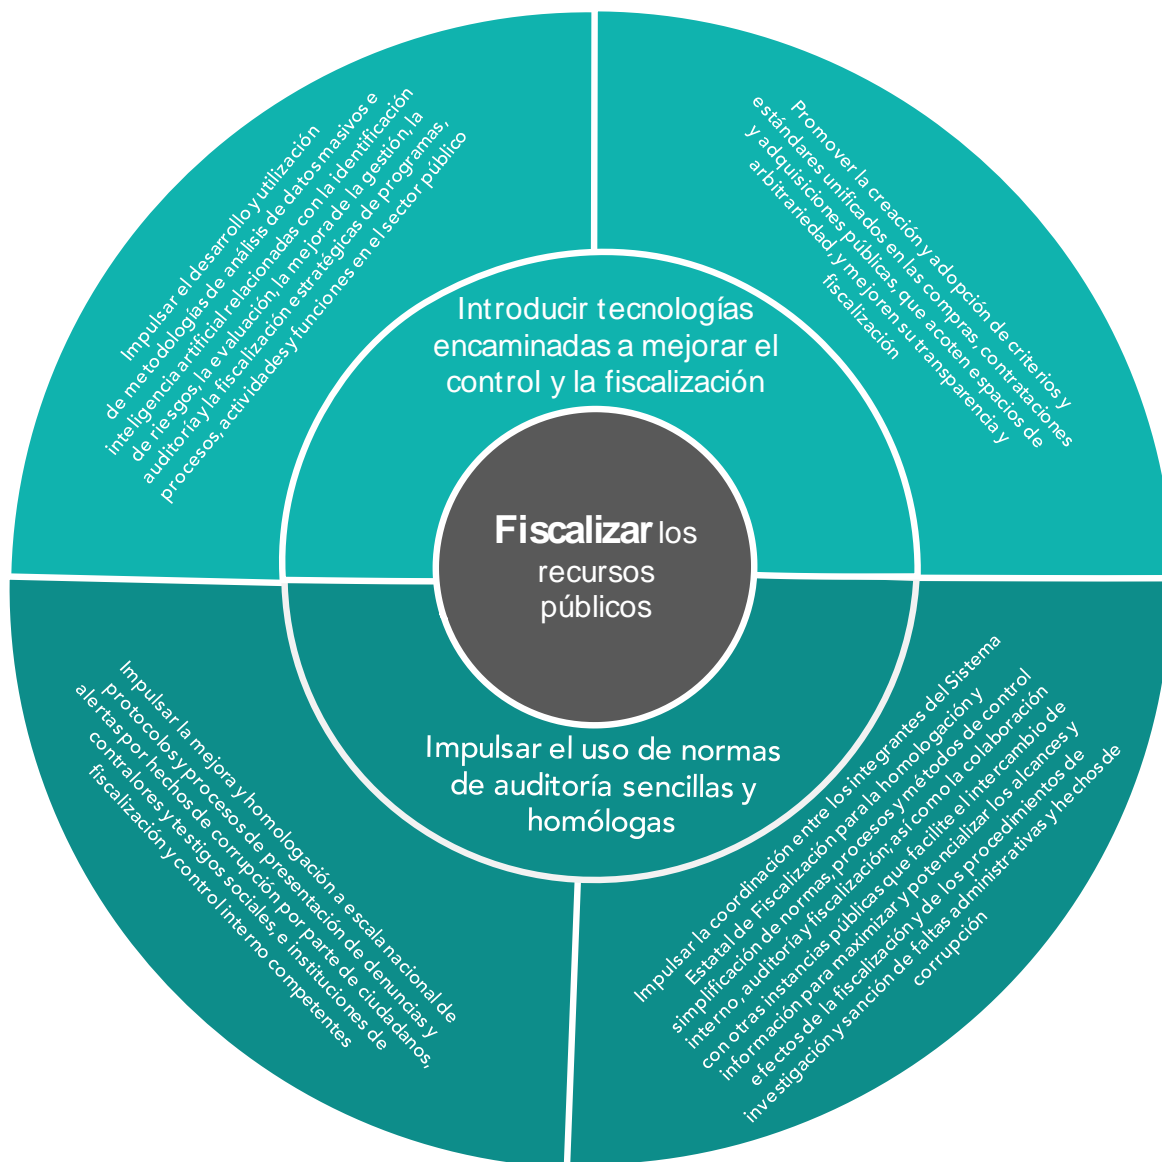 Impulsar el desarrollo y utilización
de metodologías de análisis de datos masivos e
inteligencia artificial relacionadas con la identificación
de riesgos, la evaluación, la mejora de la gestión, la
auditoría y la fiscalización estratégicas de programas,
procesos, actividades y funciones en el sector público
Promover la creación y adopción de criterios y
estándares unificados en las compras, contrataciones
y adquisiciones públicas, que acoten espacios de
arbitrariedad, y mejoren su transparencia y
fiscalización
Introducir tecnologías
encaminadas a mejorar el
control y la fiscalización
Fiscalizar los
recursos
públicos
Impulsar el uso de normas
de auditoría sencillas y
homólogas
Impulsar la mejora y homologación a escala nacional de
protocolos y procesos de presentación de denuncias y
alertas por hechos de corrupción por parte de ciudadanos,
contralores y testigos sociales, e instituciones de
fiscalización y control interno competentes
Impulsar la coordinación entre los integrantes del Sistema
Estatal de Fiscalización para la homologación y
simplificación de normas, procesos y métodos de control
interno, auditoría y fiscalización; así como la colaboración
con otras instancias públicas que facilite el intercambio de
información para maximizar y potencializar los alcances y
efectos de la fiscalización y de los procedimientos de
investigación y sanción de faltas administrativas y hechos de
corrupción